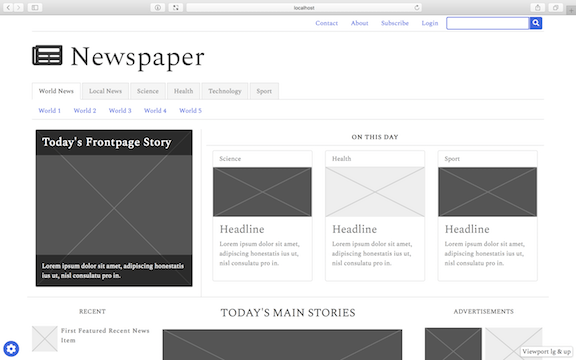 localhost
Contact About Subscribe Login
Newspaper
World News Local News Science Health Technology Sport
World 1 World 2 World 3 World 4 World 5
Today's Frontpage Story
Lorem ipsum dolor sit amet, adipiscing honestatis ius ut, nisl consulatu pro in.
ON THIS DAY
Science
Headline
Lorem ipsum dolor sit amet,
adipiscing honestatis ius ut,
nisl consulatu pro in.
Health
Headline
Lorem ipsum dolor sit amet,
adipiscing honestatis ius ut,
nisl consulatu pro in.
Sport
Headline
Lorem ipsum dolor sit amet,
adipiscing honestatis ius ut,
nisl consulatu pro in.
RECENT
First Featured Recent News
Item
TODAY'S MAIN STORIES
ADVERTISEMENTS
Viewport lg & up